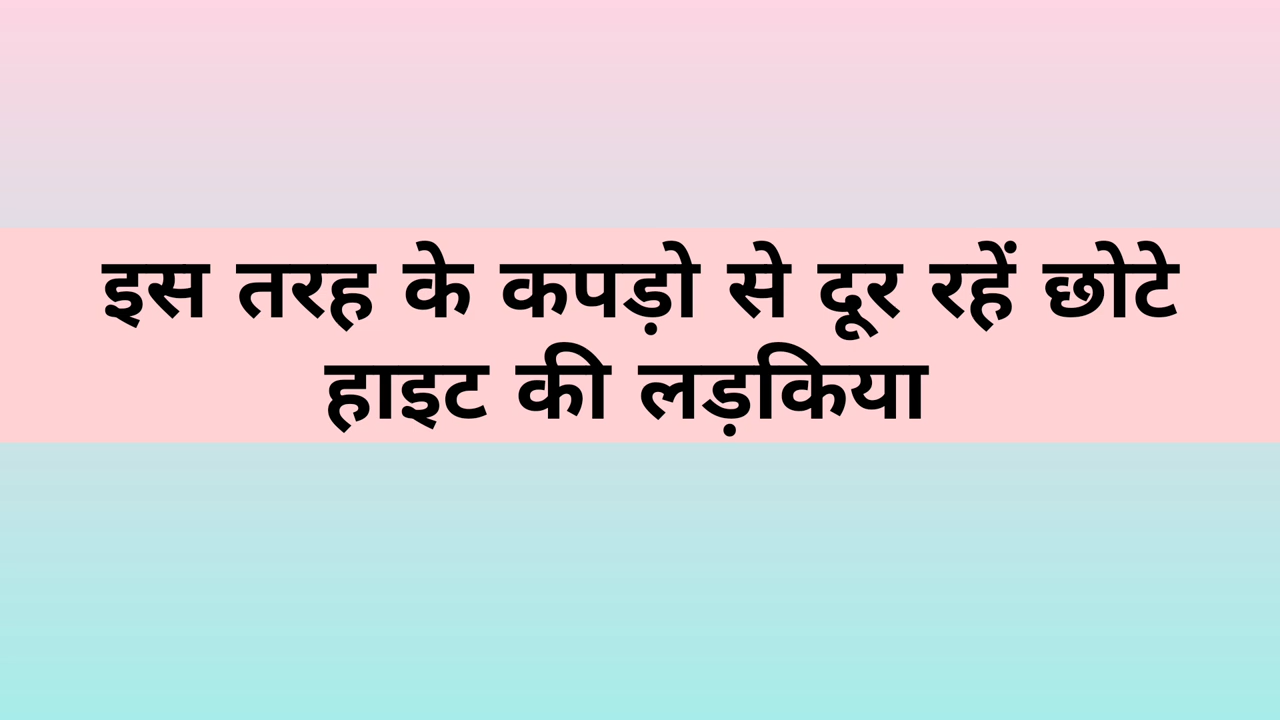 इस तरह के कपड़ो से दूर रहें छोटे
हाइट की लड़किया